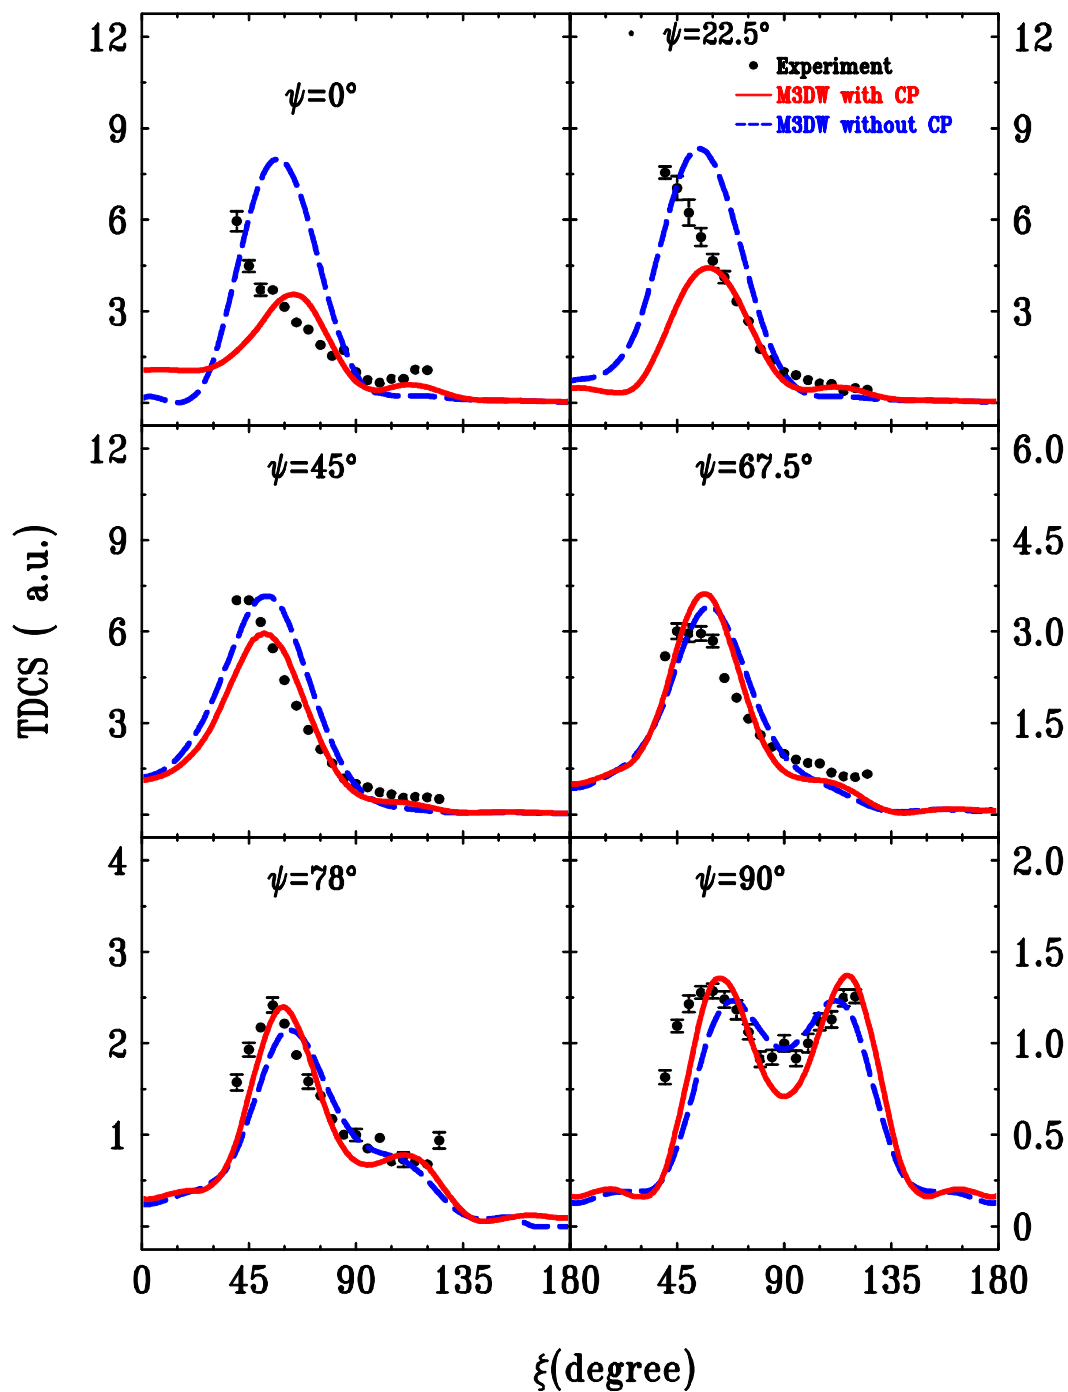 12
9
6
3
ψ=0°
ψ=22.5°
Experiment
M3DW with CP
M3DW without CP
12
9
6
3
12
9
6
3
ψ=45°
ψ=67.5°
6.0
4.5
3.0
1.5
TDCS ( a.u.)
4
3
2
1
ψ=78°
ψ=90°
2.0
1.5
1.0
0.5
0
0 45 90 135 180 45 90 135 180
ξ(degree)